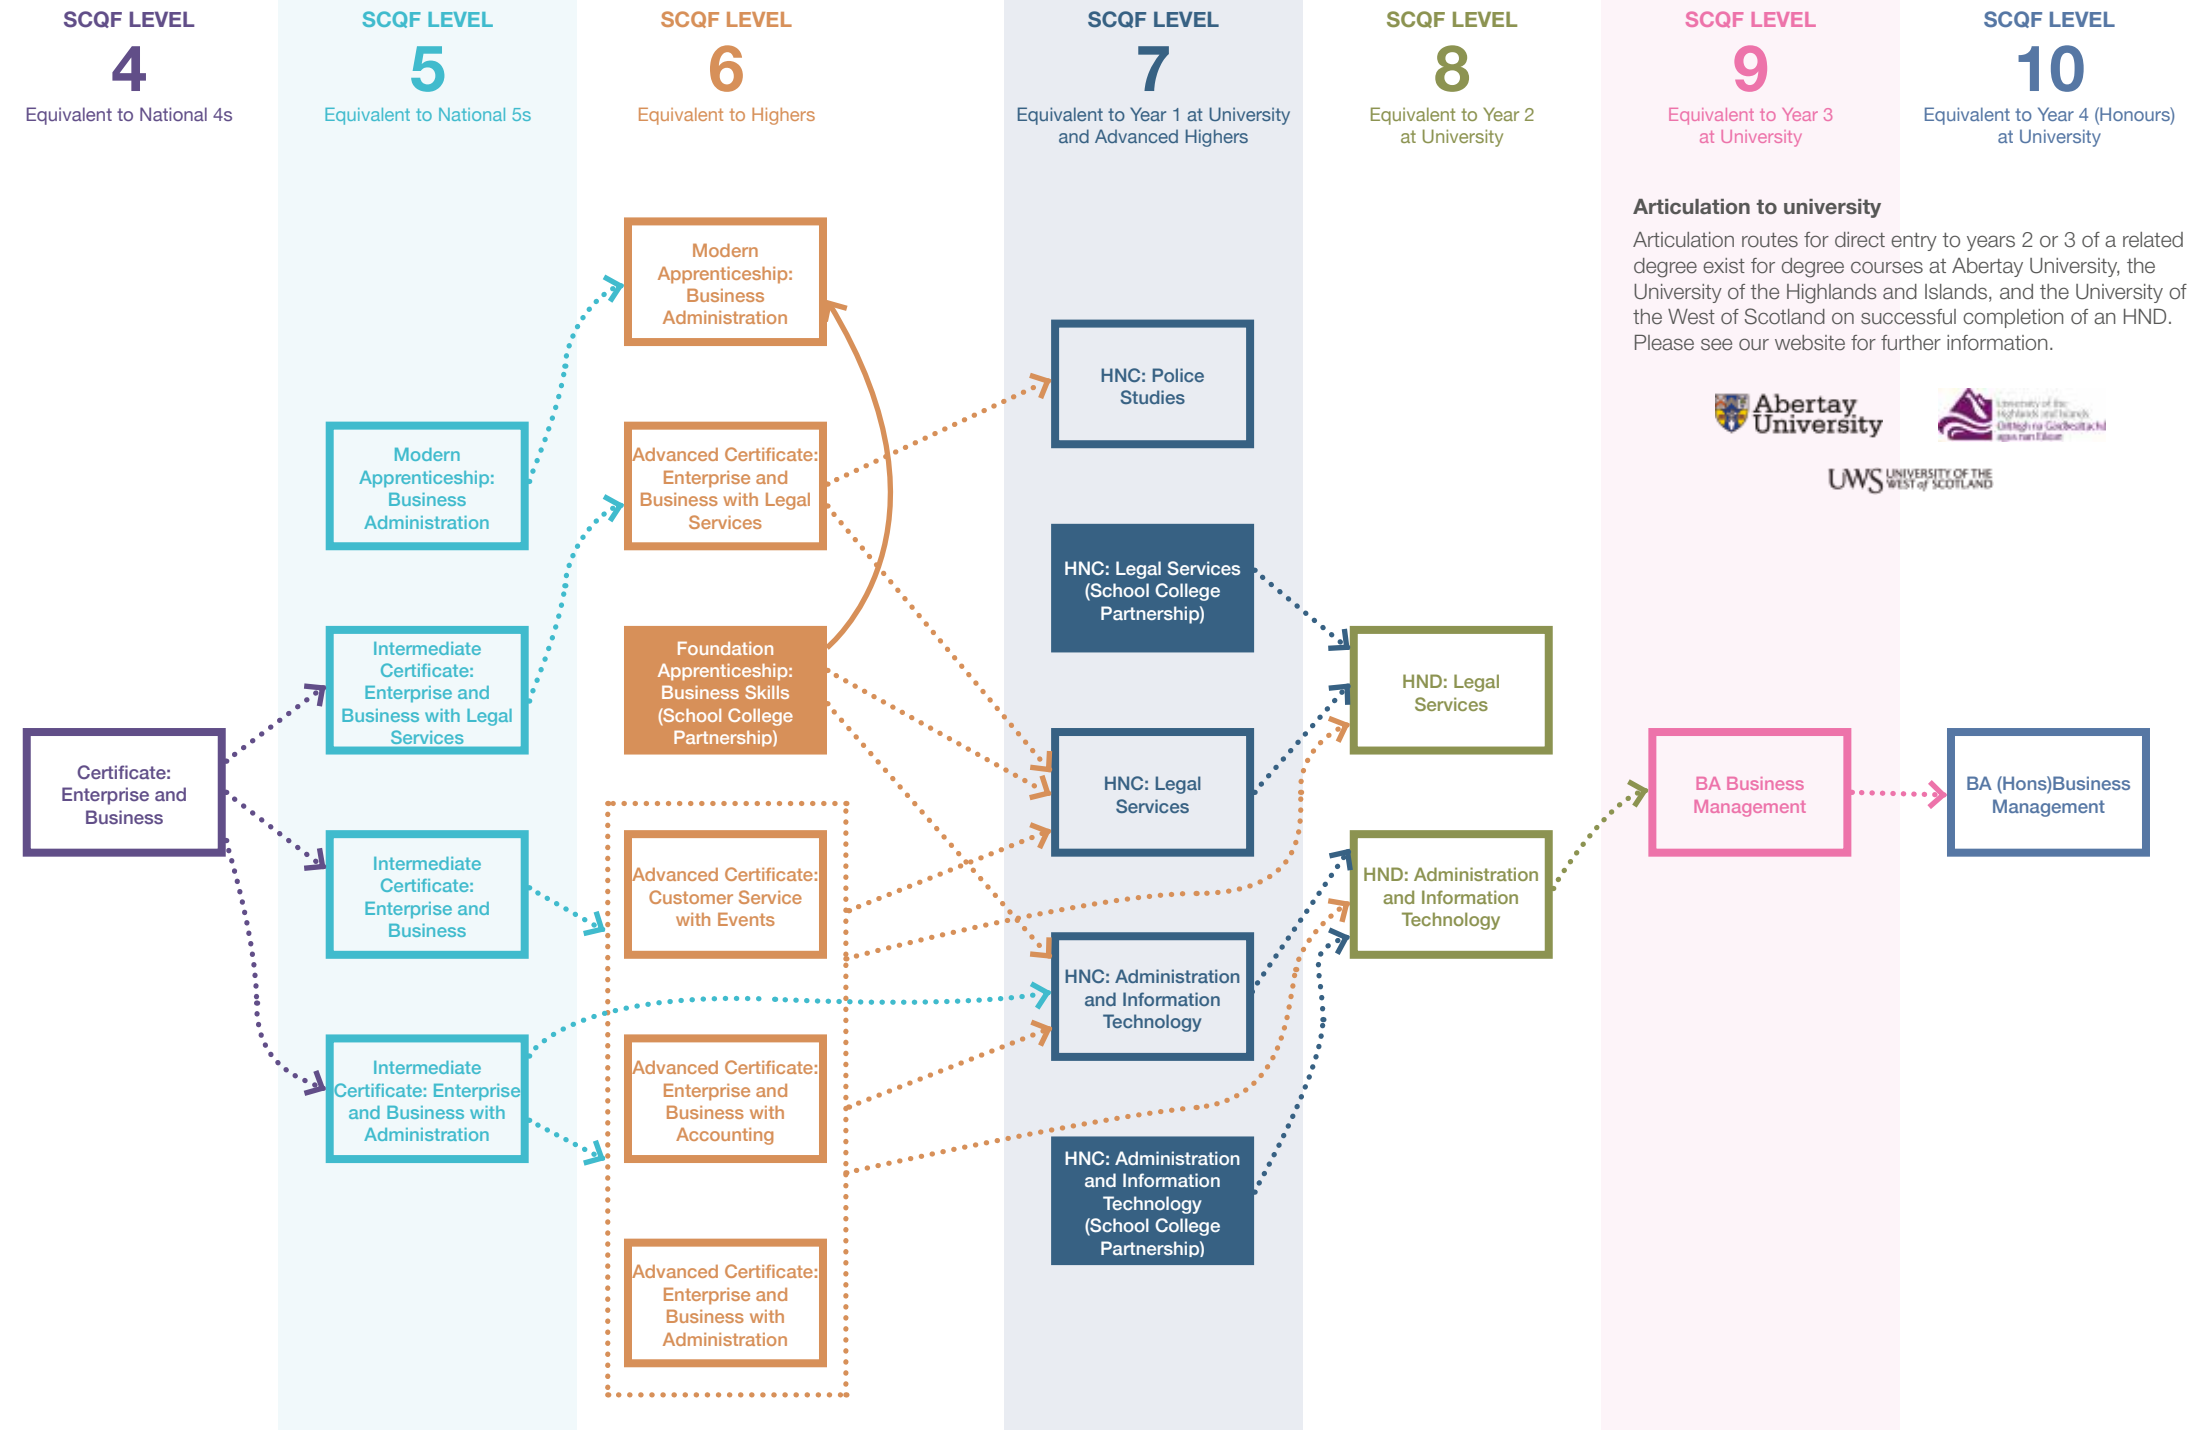 SCQF LEVEL
4
Equivalent to National 4s
SCQF LEVEL
5
Equivalent to National 5s
SCQF LEVEL
6
Equivalent to Highers
SCQF LEVEL
7
Equivalent to Year 1 at University
and Advanced Highers
SCQF LEVEL
8
Equivalent to Year 2
at University
SCQF LEVEL
9
Equivalent to Year 3
at University
SCQF LEVEL
10
Equivalent to Year 4 (Honours)
at University
Articulation to university
Articulation routes for direct entry to years 2 or 3 of a related
degree exist for degree courses at Abertay University, the
University of the Highlands and Islands, and the University of
the West of Scotland on successful completion of an HND.
Please see our website for further information.
Abertay
University
University of the
Highlands and Islands
UWS UNIVERSITY OF THE
WEST of SCOTLAND
Certificate:
Enterprise and
Business
Modern
Apprenticeship:
Business
Administration
Intermediate
Certificate:
Enterprise and
Business with Legal
Services
Intermediate
Certificate:
Enterprise and
Business
Intermediate
Certificate: Enterprise
and Business with
Administration
Modern
Apprenticeship:
Business
Administration
Advanced Certificate:
Enterprise and
Business with Legal
Services
Foundation
Apprenticeship:
Business Skills
(School College
Partnership)
Advanced Certificate:
Customer Service
with Events
Advanced Certificate:
Enterprise and
Business with
Accounting
Advanced Certificate:
Enterprise and
Business with
Administration
HNC: Police
Studies
HNC: Legal Services
(School College
Partnership)
HNC: Legal
Services
HNC: Administration
and Information
Technology
HNC: Administration
and Information
Technology
(School College
Partnership)
HND: Legal
Services
HND: Administration
and Information
Technology
BA Business
Management
BA (Hons)Business
Management